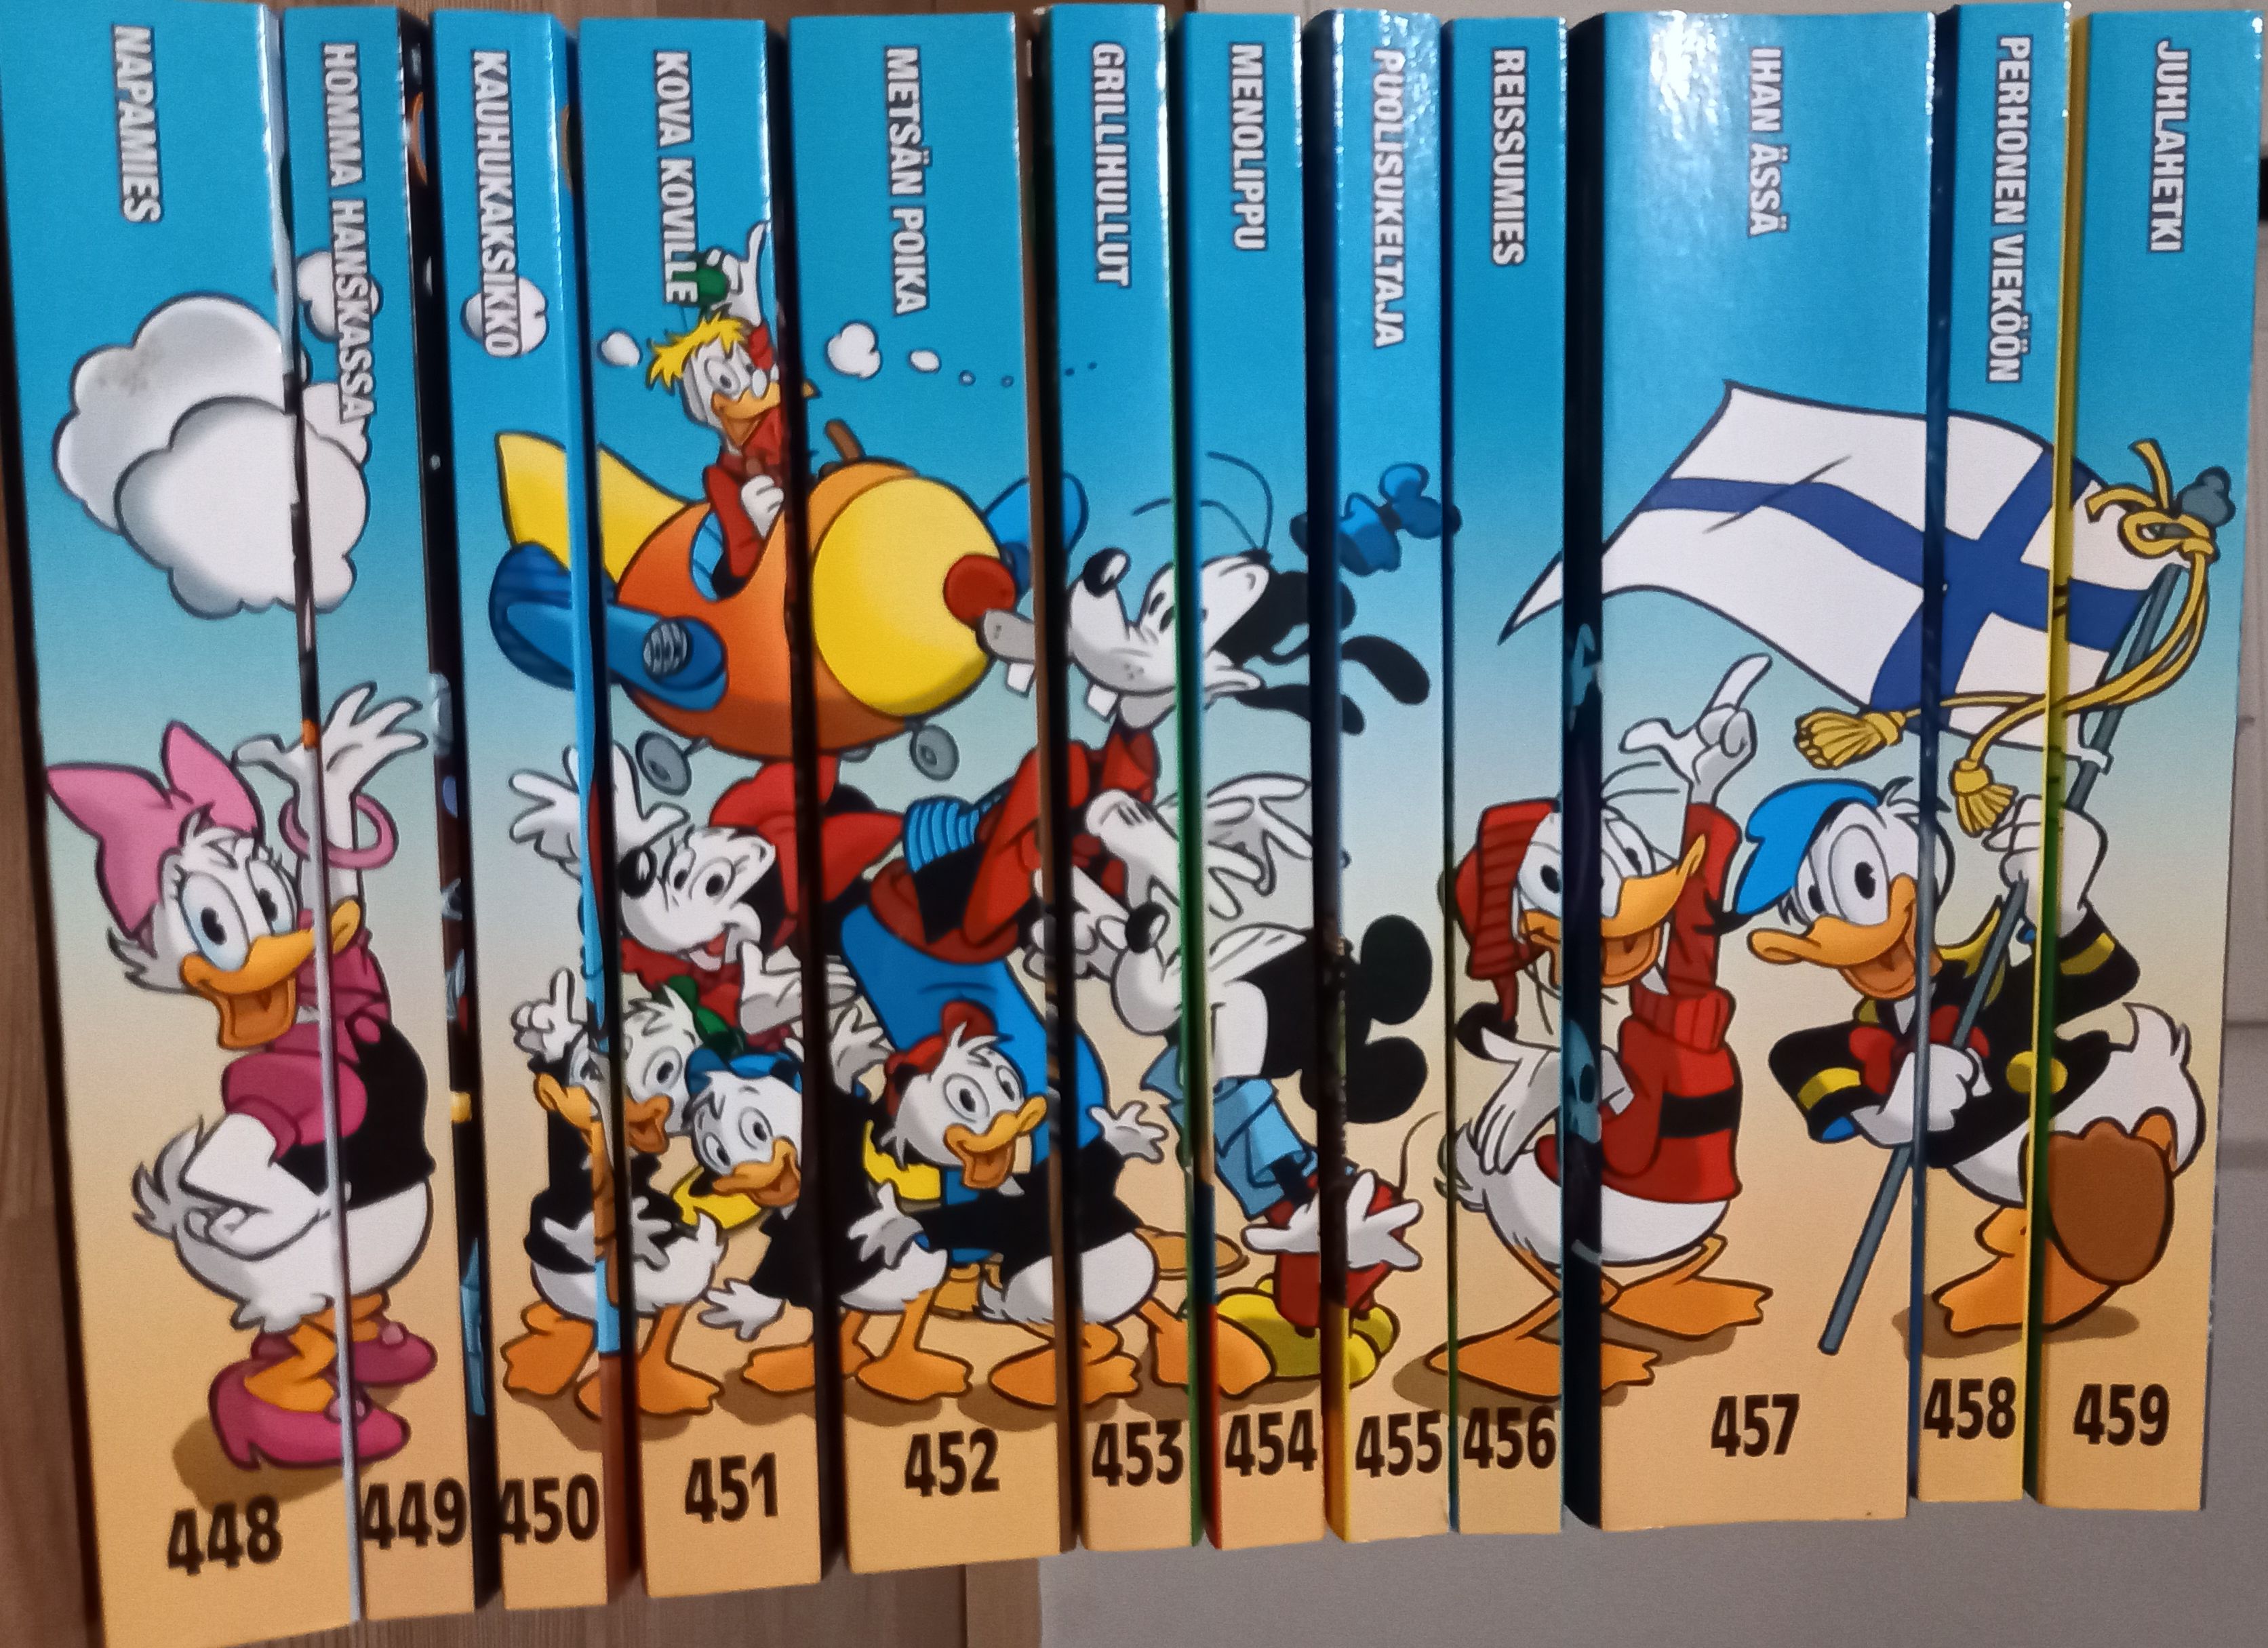 NAPAMIES
448
HOMMA HANSKASSA
449
KAUHUKAKSIKKO
450
KOVA KOVILLE
451
METSÄN POIKA
452
GRILLIHULLUT
453
MENOLIPPU
454
PUOLISUKELTAJA
455
REISSUMIES
456
IHAN ÄSSÄ
457
PERHONEN VIEKÖÖN
458
JUHLAHETKI
459